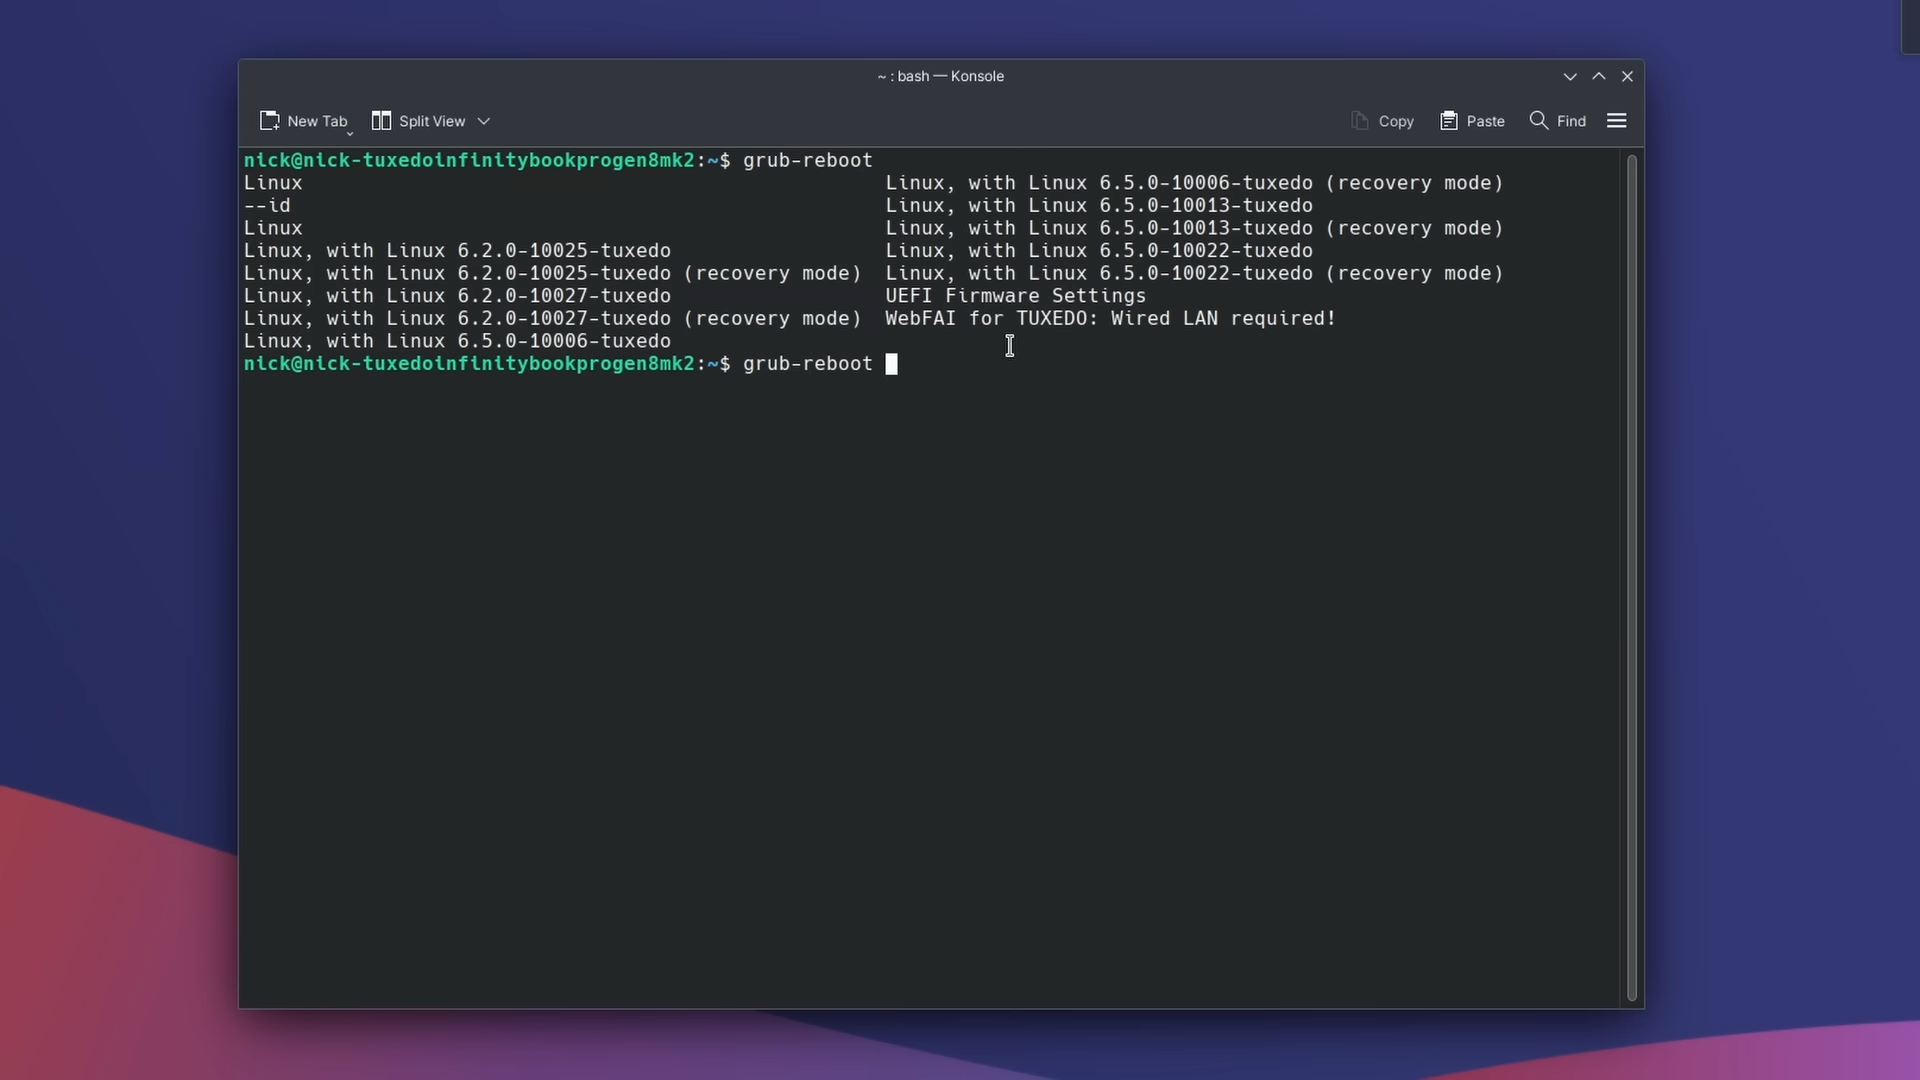 ~ : bash — Konsole
New Tab Split View Copy Paste Find
nick@nick-tuxedoinfinitybookprogen8mk2:~$ grub-reboot
Linux Linux, with Linux 6.5.0-10006-tuxedo (recovery mode)
--id Linux, with Linux 6.5.0-10013-tuxedo
Linux Linux, with Linux 6.5.0-10013-tuxedo (recovery mode)
Linux, with Linux 6.2.0-10025-tuxedo Linux, with Linux 6.5.0-10022-tuxedo
Linux, with Linux 6.2.0-10025-tuxedo (recovery mode) Linux, with Linux 6.5.0-10022-tuxedo (recovery mode)
Linux, with Linux 6.2.0-10027-tuxedo UEFI Firmware Settings
Linux, with Linux 6.2.0-10027-tuxedo (recovery mode) WebFAI for TUXEDO: Wired LAN required!
Linux, with Linux 6.5.0-10006-tuxedo
nick@nick-tuxedoinfinitybookprogen8mk2:~$ grub-reboot